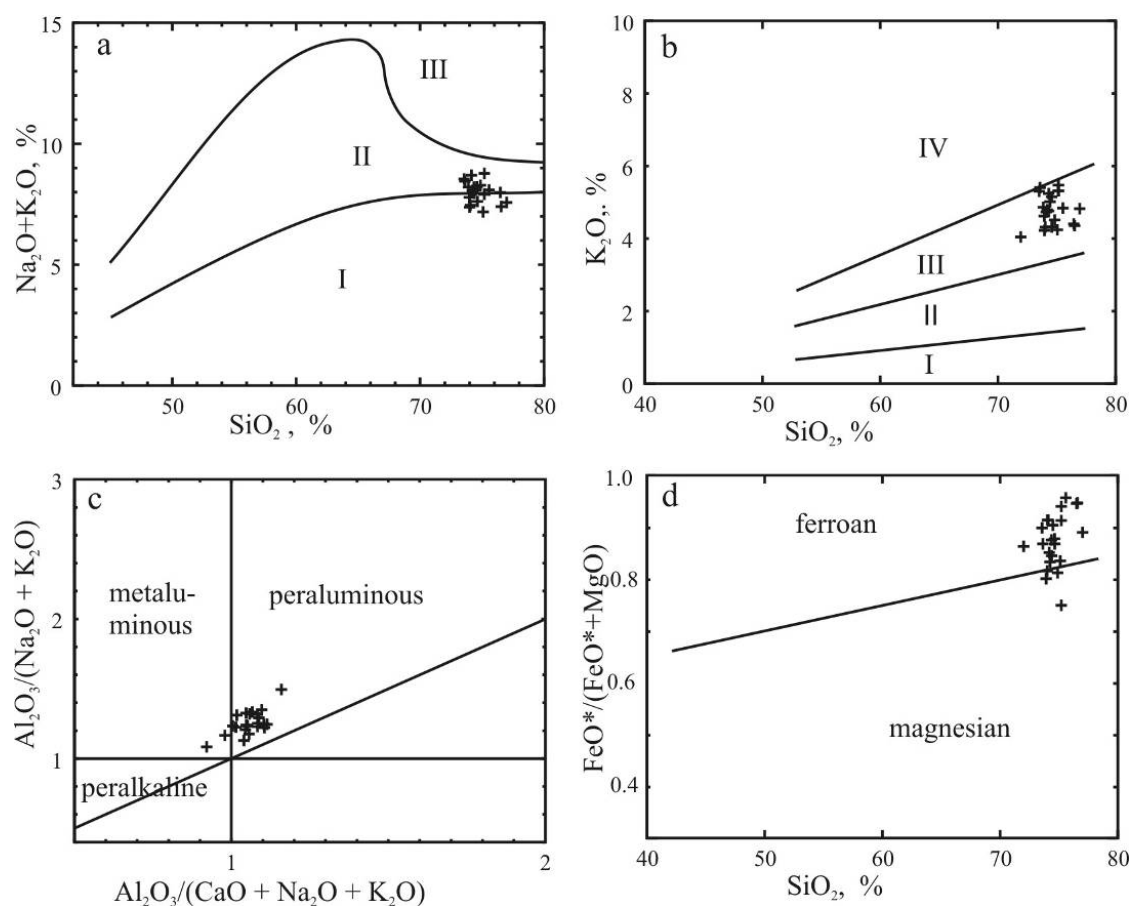 a
15
10
5
0
Na₂O+K₂O, %
III
II
I
50
60
70
80
SiO₂ , %
b
10
8
6
4
2
0
K₂O,. %
IV
III
II
I
40
50
60
70
80
SiO₂, %
c
3
2
1
Al₂O₃/(Na₂O + K₂O)
metalu-
minous
peraluminous
peralkaline
1
2
Al₂O₃/(CaO + Na₂O + K₂O)
d
1.0
0.8
0.6
0.4
FeO*/(FeO*+MgO)
ferroan
magnesian
40
50
60
70
80
SiO₂, %